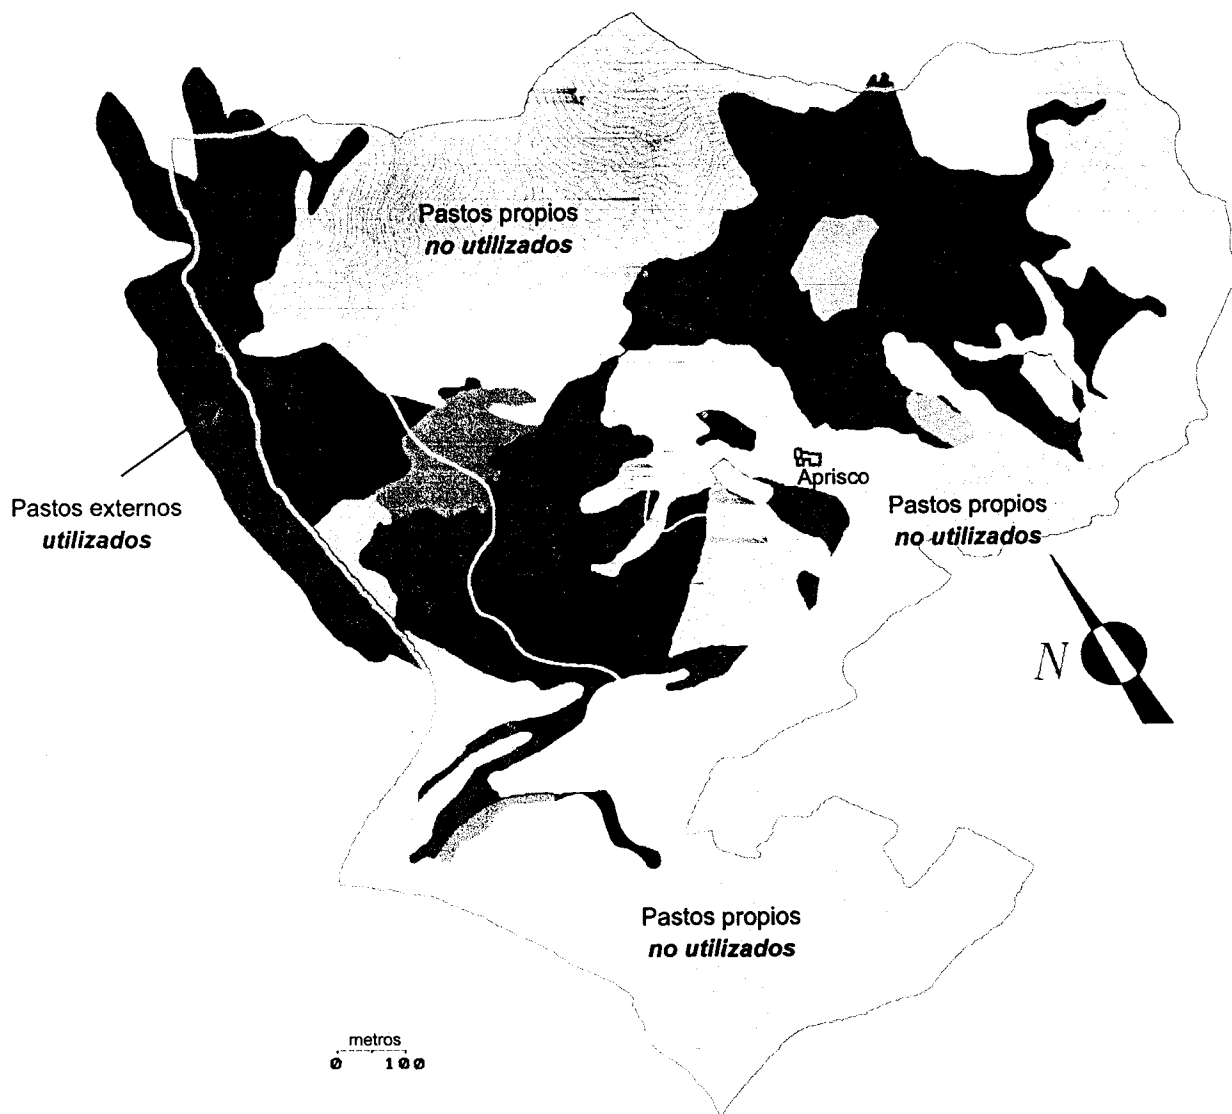 Pastos propios
no utilizados
Aprisco
Pastos externos
utilizados
Pastos propios
no utilizados
N
Pastos propios
no utilizados
metros
0 100